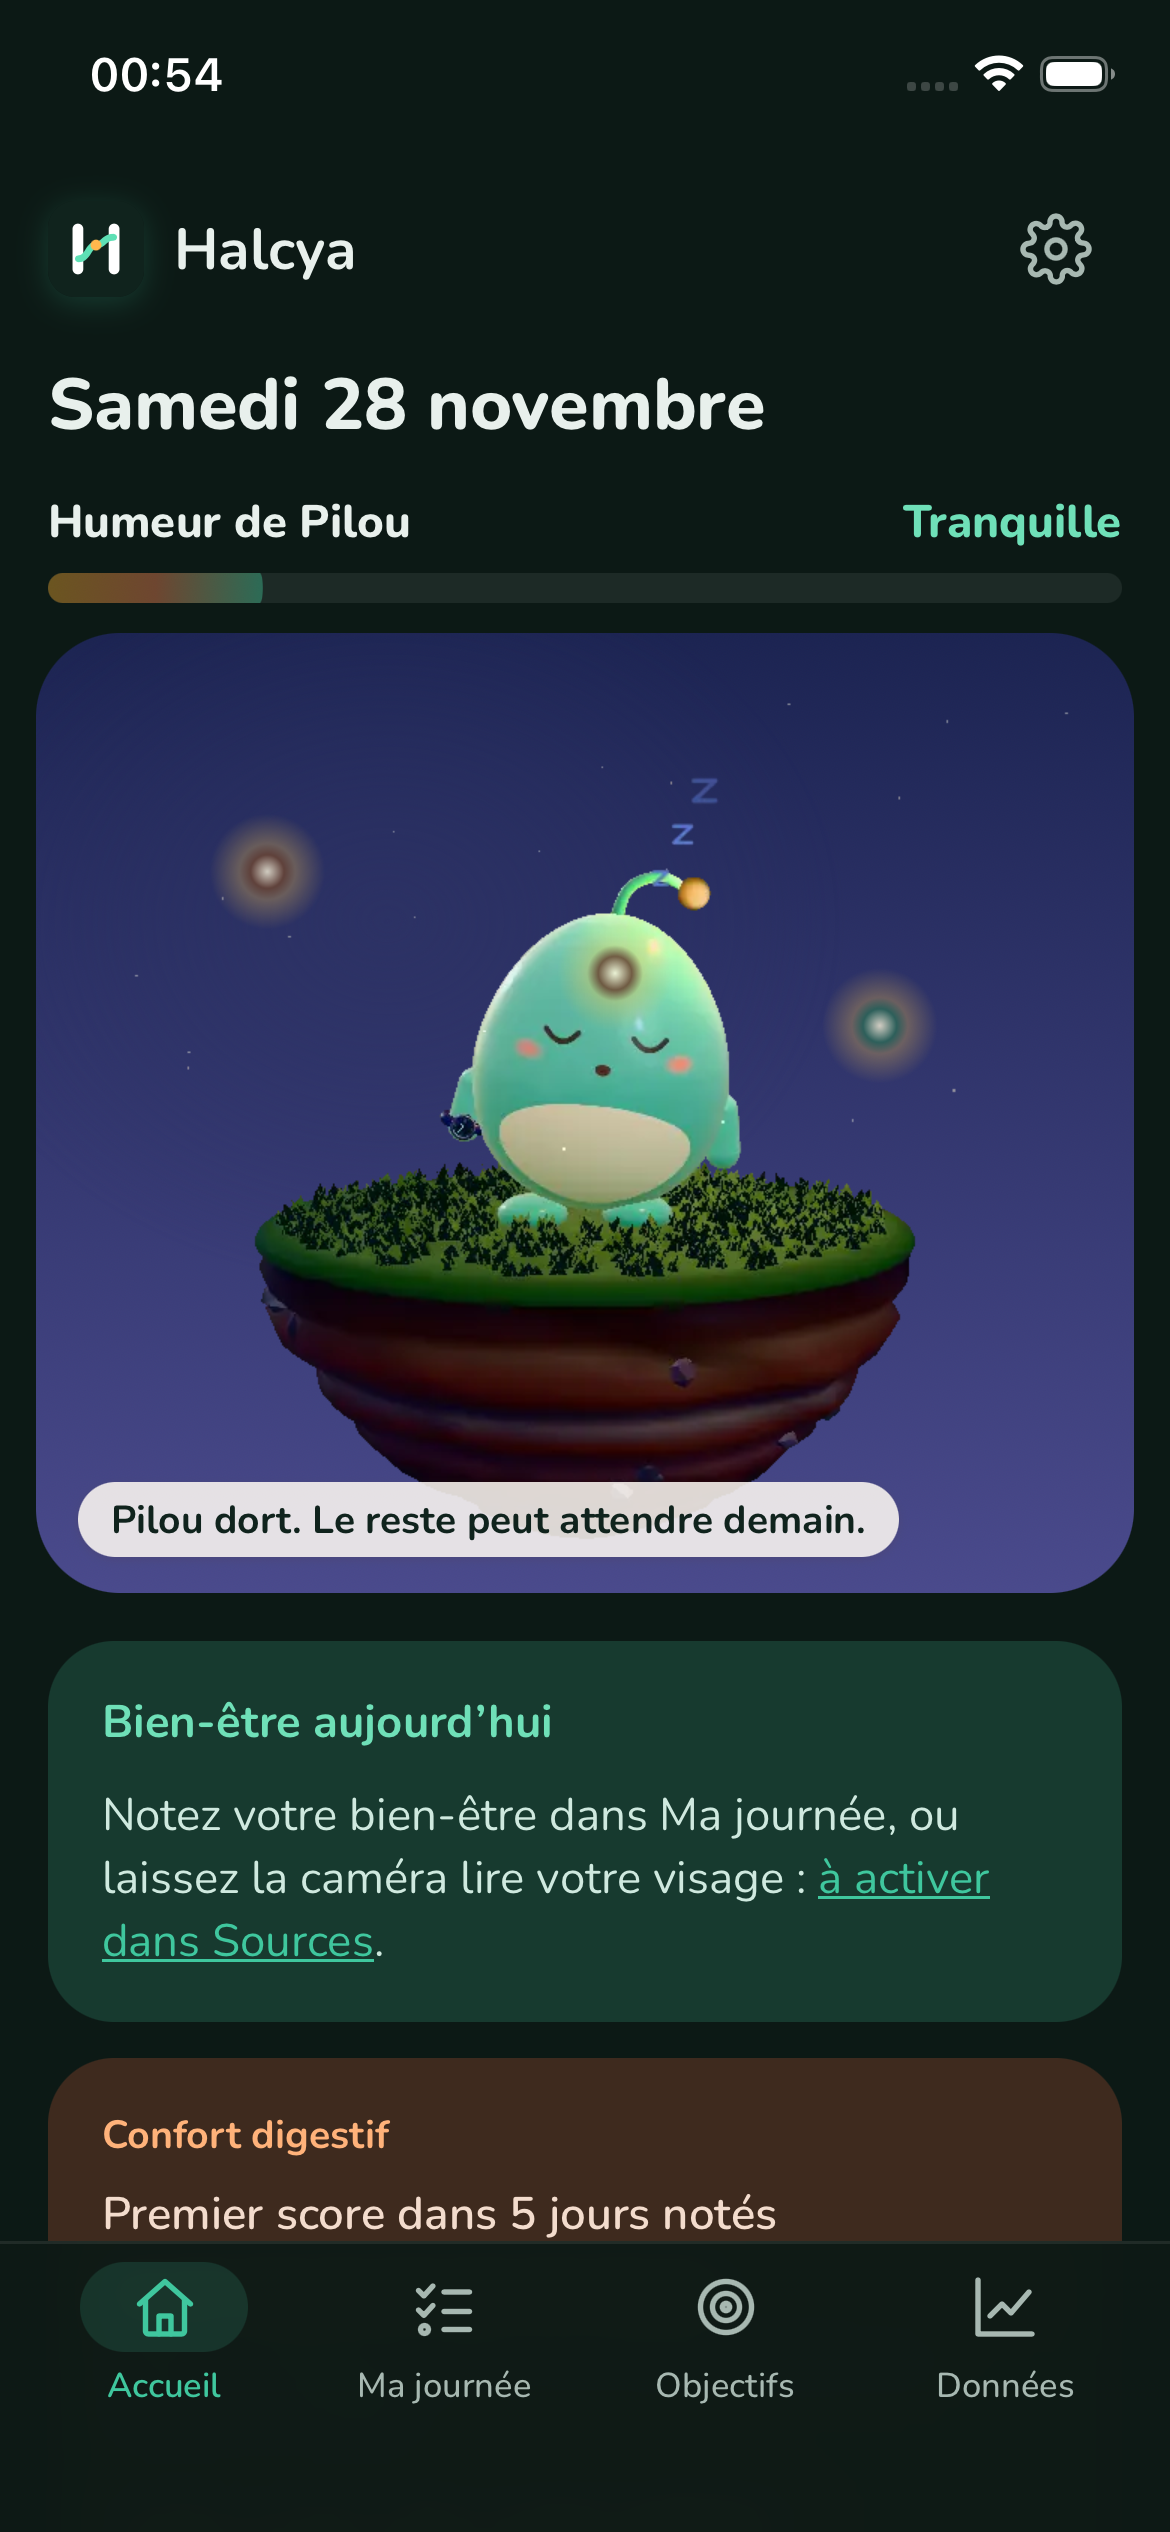 00:54
Halcya
Samedi 28 novembre
Humeur de Pilou
Tranquille
z
z
z
Pilou dort. Le reste peut attendre demain.
Bien-être aujourd’hui
Notez votre bien-être dans Ma journée, ou
laissez la caméra lire votre visage : à activer
dans Sources.
Confort digestif
Premier score dans 5 jours notés
Accueil
Ma journée
Objectifs
Données